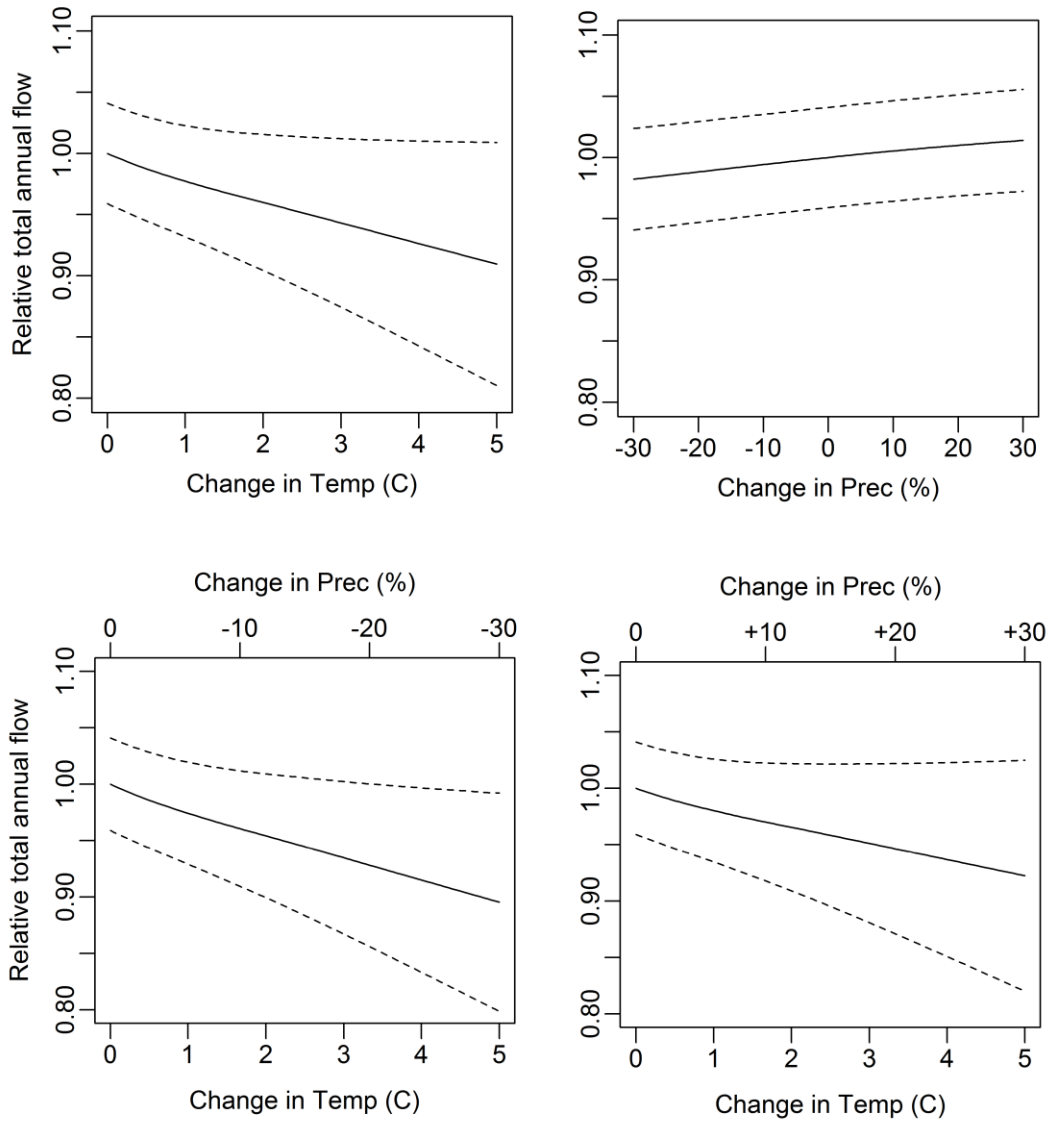 Relative total annual flow
1.10
1.00
0.90
0.80
0 1 2 3 4 5
Change in Temp (C)
1.10
1.00
0.90
0.80
-30 -20 -10 0 10 20 30
Change in Prec (%)
Change in Prec (%)
0 -10 -20 -30
Relative total annual flow
1.10
1.00
0.90
0.80
0 1 2 3 4 5
Change in Temp (C)
Change in Prec (%)
0 +10 +20 +30
1.10
1.00
0.90
0.80
0 1 2 3 4 5
Change in Temp (C)